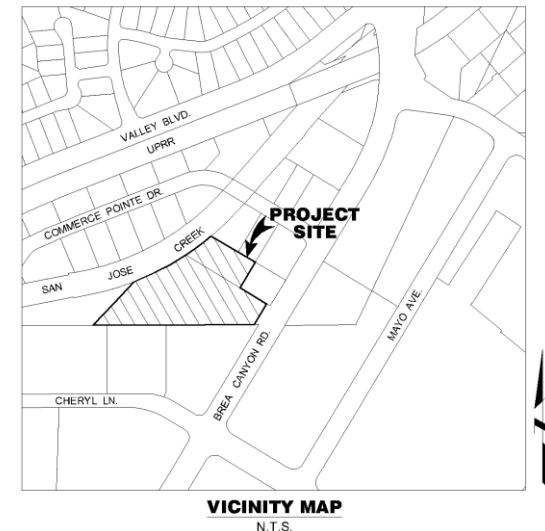 VALLEY BLVD.
UPRR
COMMERCE POINTE DR.
PROJECT
SITE
SAN JOSE CREEK
MAYO AVE.
BREA CANYON RD.
CHERYL LN.
VICINITY MAP
N.T.S.